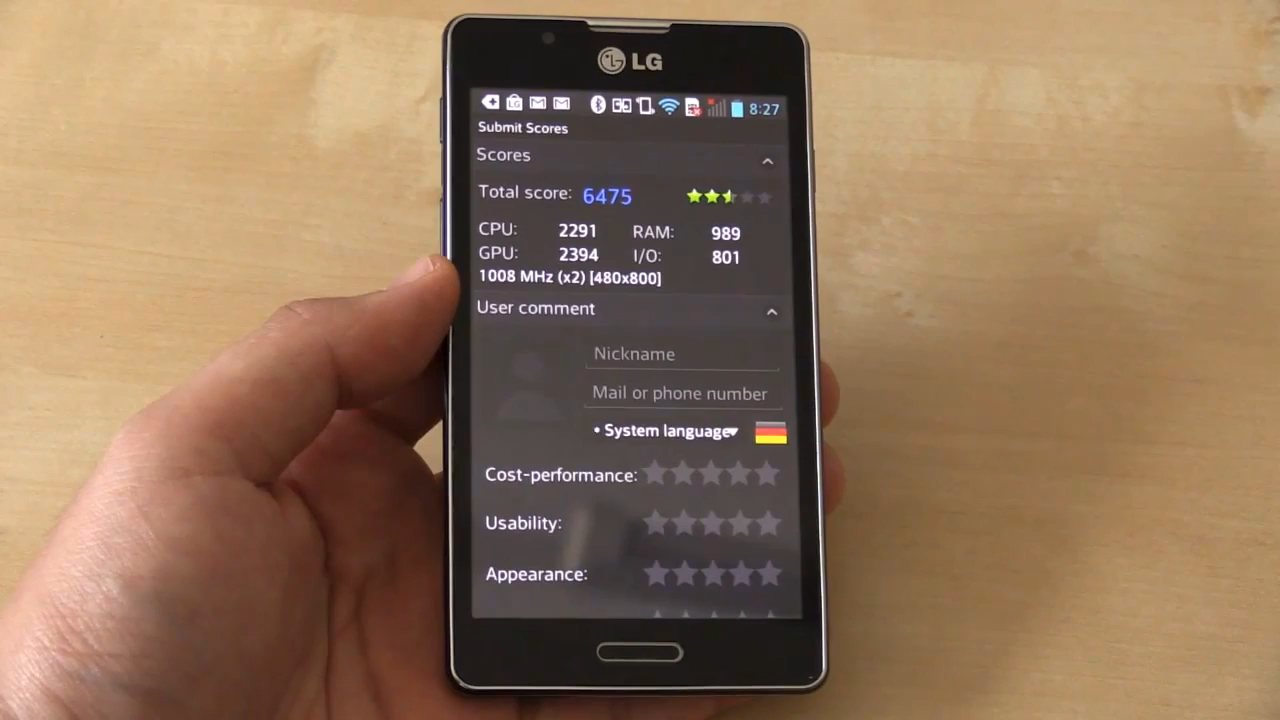 LG
8:27
Submit Scores
Scores
Total score: 6475
CPU: 2291 RAM: 989
GPU: 2394 I/O: 801
1008 MHz (x2) [480x800]
User comment
Nickname
Mail or phone number
• System language
Cost-performance:
Usability:
Appearance: